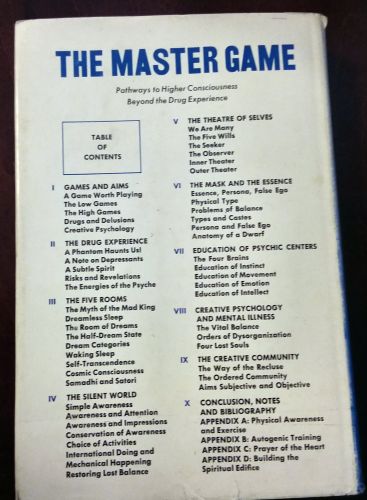 THE MASTER GAME
Pathways to Higher Consciousness
Beyond the Drug Experience
TABLE
OF
CONTENTS
I GAMES AND AIMS
A Game Worth Playing
The Low Games
The High Games
Drugs and Delusions
Creative Psychology
II THE DRUG EXPERIENCE
A Phantom Haunts Us!
A Note on Depressants
A Subtle Spirit
Risks and Revelations
The Energies of the Psyche
III THE FIVE ROOMS
The Myth of the Mad King
Dreamless Sleep
The Room of Dreams
The Half-Dream State
Dream Categories
Waking Sleep
Self-Transcendence
Cosmic Consciousness
Samadhi and Satori
IV THE SILENT WORLD
Simple Awareness
Awareness and Attention
Awareness and Impressions
Conservation of Awareness
Choice of Activities
International Doing and
Mechanical Happening
Restoring Lost Balance
V THE THEATRE OF SELVES
We Are Many
The Five Wills
The Seeker
The Observer
Inner Theater
Outer Theater
VI THE MASK AND THE ESSENCE
Essence, Persona, False Ego
Physical Type
Problems of Balance
Types and Castes
Persona and False Ego
Anatomy of a Dwarf
VII EDUCATION OF PSYCHIC CENTERS
The Four Brains
Education of Instinct
Education of Movement
Education of Emotion
Education of Intellect
VIII CREATIVE PSYCHOLOGY
AND MENTAL ILLNESS
The Vital Balance
Orders of Dysorganization
Four Lost Souls
IX THE CREATIVE COMMUNITY
The Way of the Recluse
The Ordered Community
Aims Subjective and Objective
X CONCLUSION, NOTES
AND BIBLIOGRAPHY
APPENDIX A: Physical Awareness
and Exercise
APPENDIX B: Autogenic Training
APPENDIX C: Prayer of the Heart
APPENDIX D: Building the
Spiritual Edifice